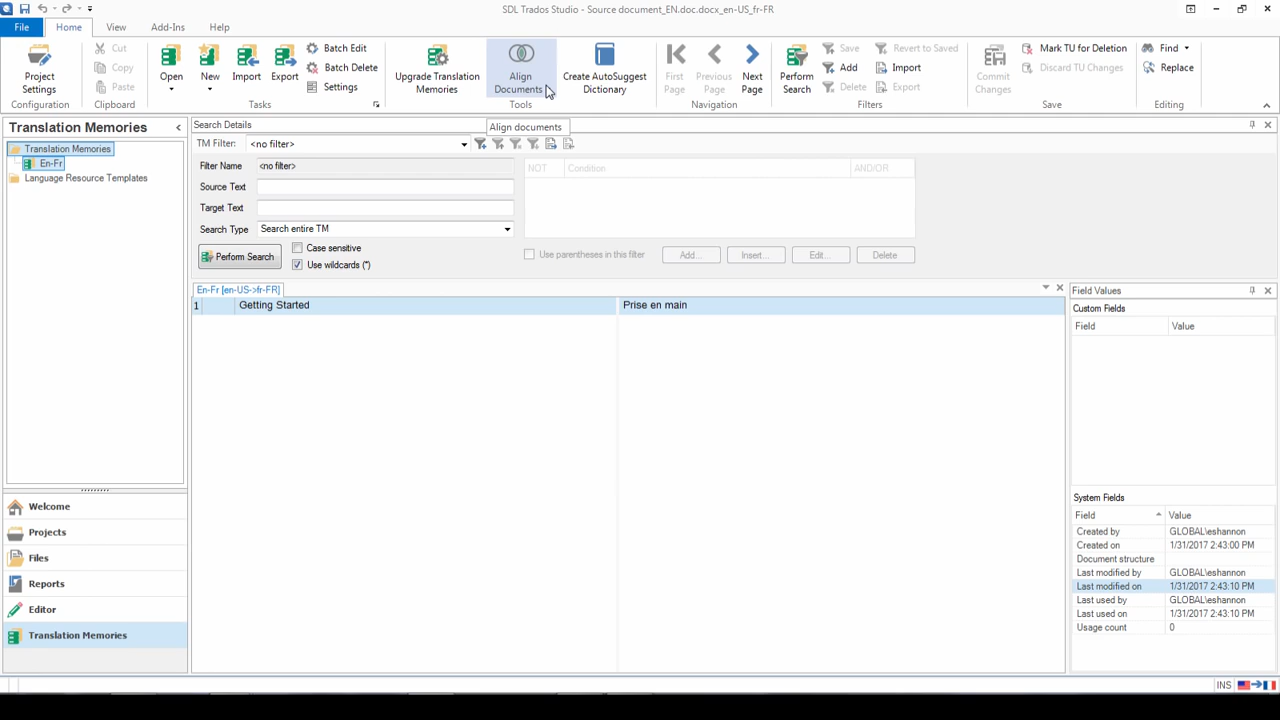 SDL Trados Studio - Source document_EN.doc.docx_en-US_fr-FR
File Home View Add-Ins Help
Project Settings
Configuration
Cut
Copy
Paste
Clipboard
Open
New
Import
Export
Batch Edit
Batch Delete
Settings
Tasks
Upgrade Translation Memories
Align Documents
Create AutoSuggest Dictionary
Tools
First Page
Previous Page
Next Page
Navigation
Perform Search
Save
Add
Delete
Revert to Saved
Import
Export
Filters
Commit Changes
Mark TU for Deletion
Discard TU Changes
Save
Find
Replace
Editing
Align documents
Translation Memories
Translation Memories
En-Fr
Language Resource Templates
Welcome
Projects
Files
Reports
Editor
Translation Memories
Search Details
TM Filter: <no filter>
Filter Name <no filter>
Source Text
Target Text
Search Type Search entire TM
Perform Search
Case sensitive
Use wildcards (*)
NOT Condition AND/OR
Use parentheses in this filter
Add... Insert... Edit... Delete
En-Fr [en-US->fr-FR]
1 Getting Started Prise en main
Field Values
Custom Fields
Field Value
System Fields
Field Value
Created by GLOBAL\eshannon
Created on 1/31/2017 2:43:00 PM
Document structure
Last modified by GLOBAL\eshannon
Last modified on 1/31/2017 2:43:10 PM
Last used by GLOBAL\eshannon
Last used on 1/31/2017 2:43:10 PM
Usage count 0
INS